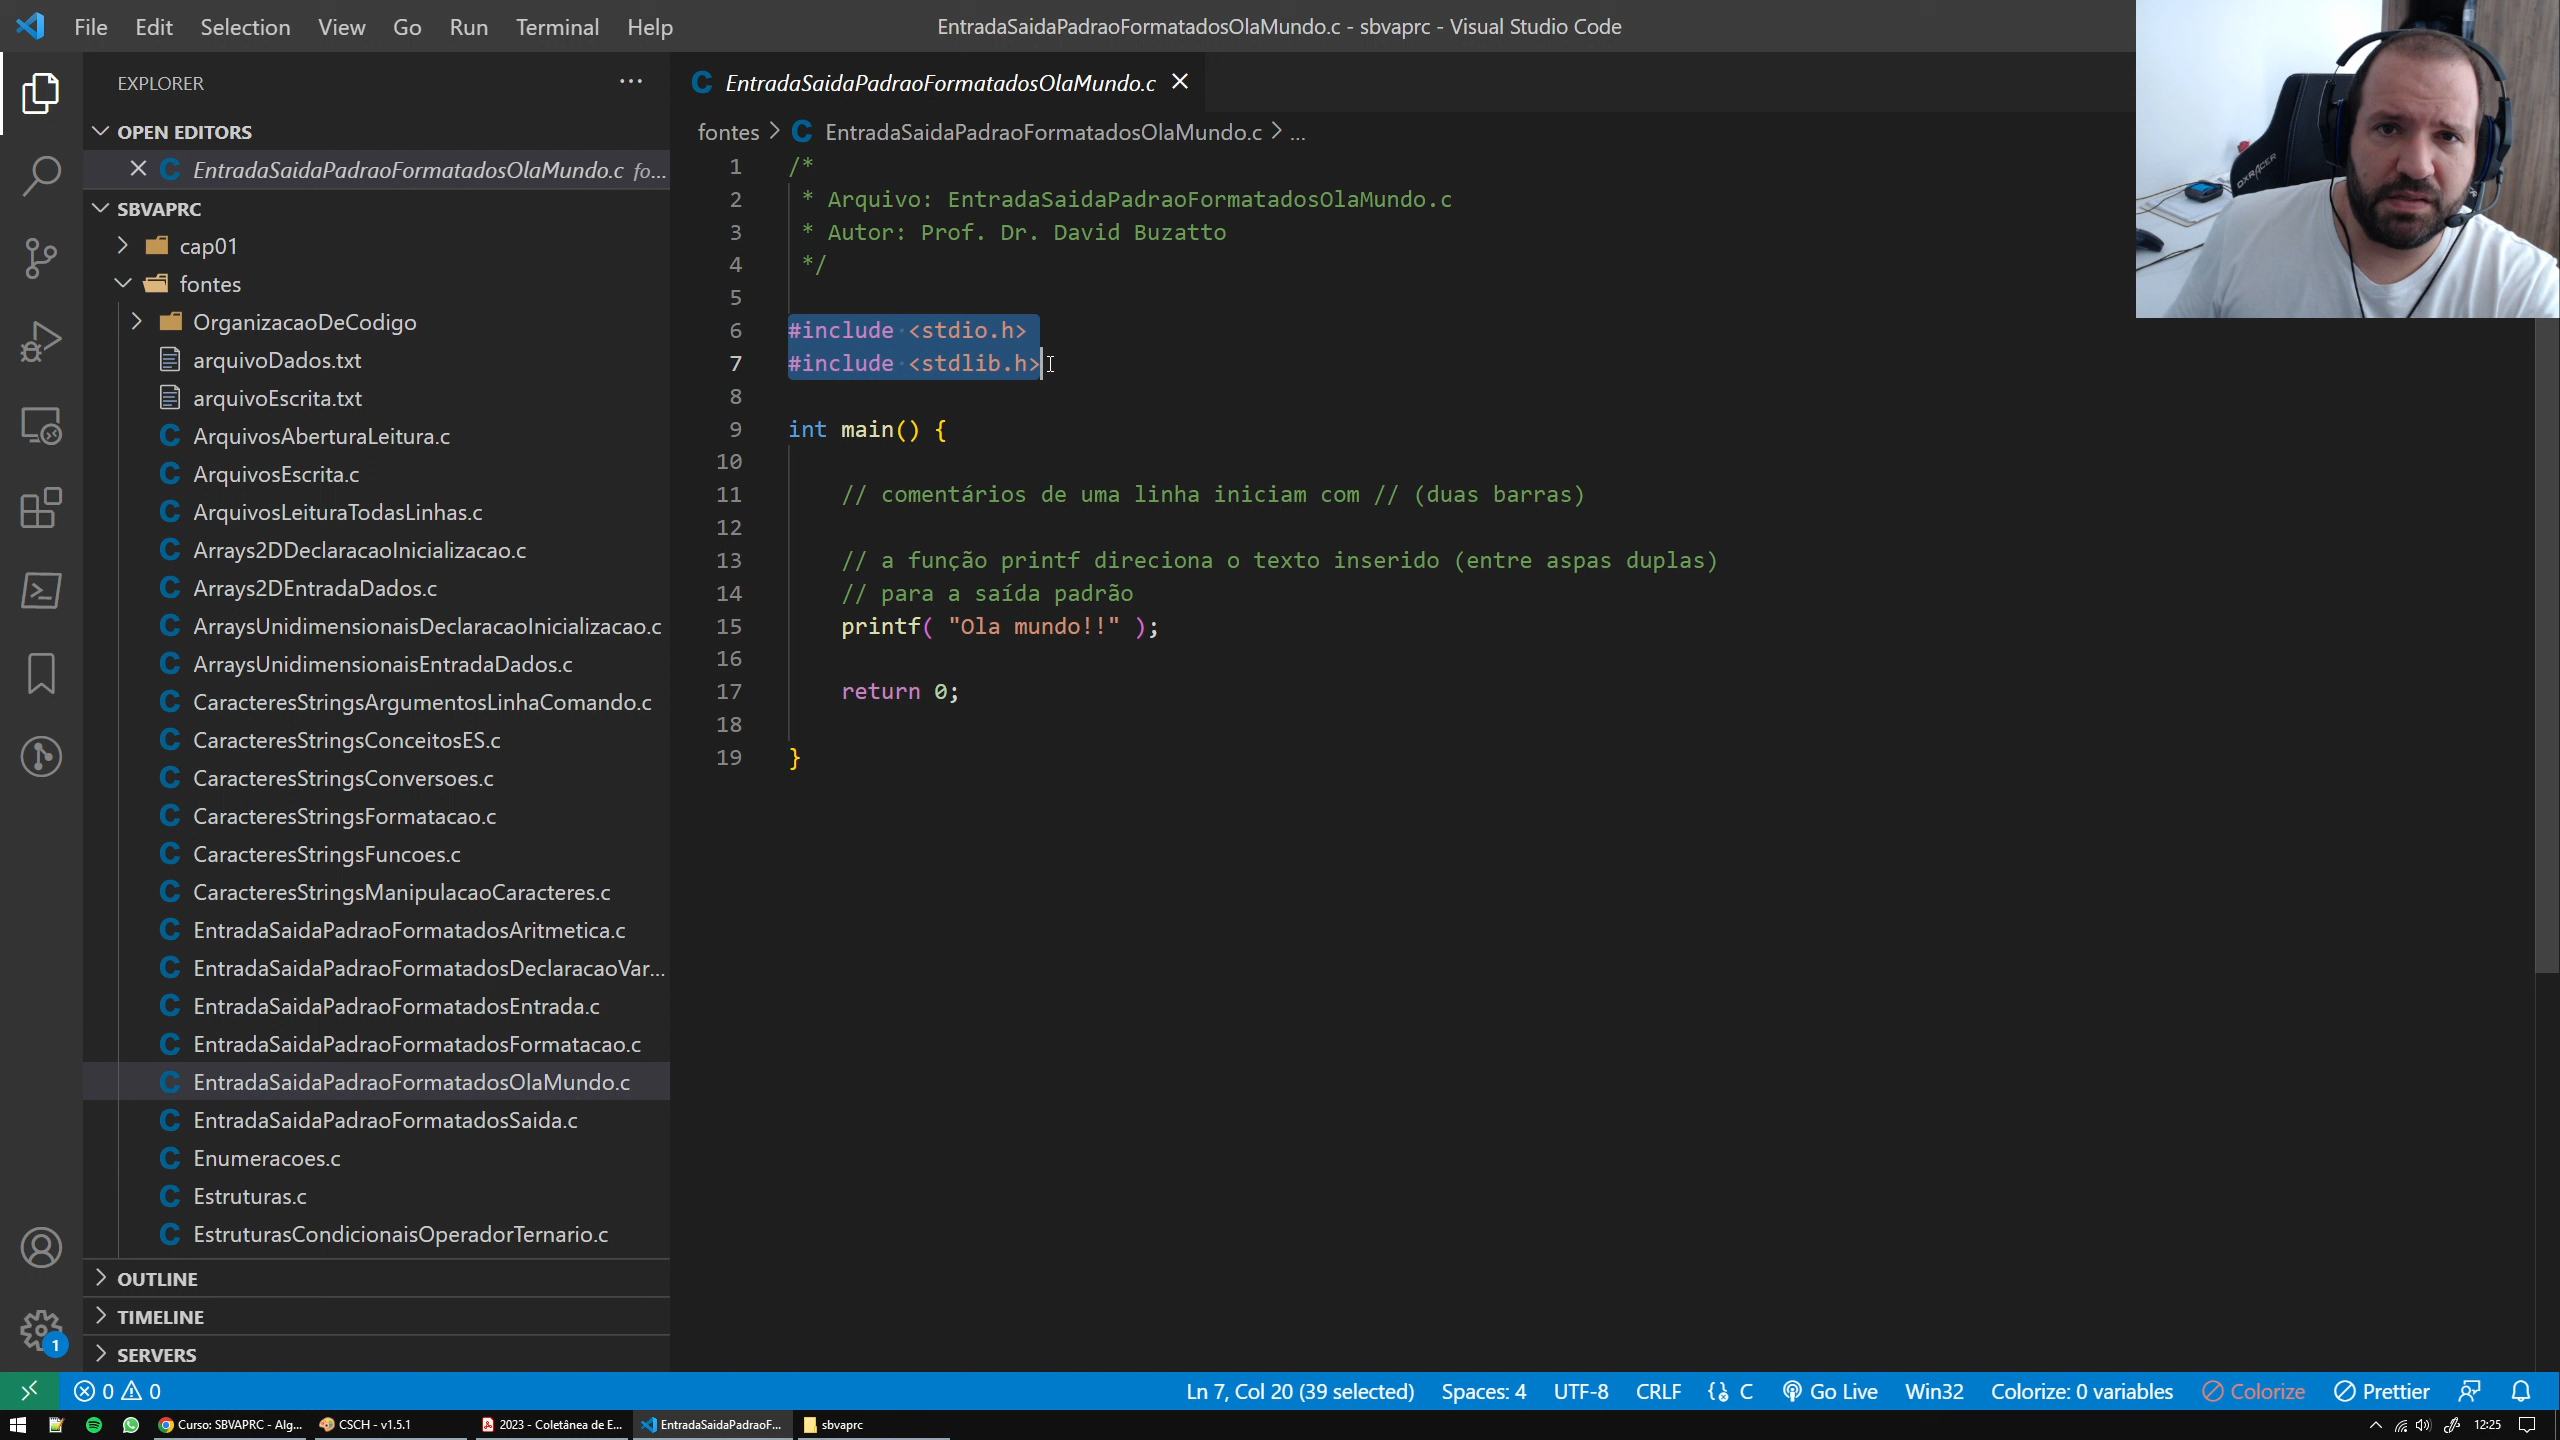 File Edit Selection View Go Run Terminal Help
EntradaSaidaPadraoFormatadosOlaMundo.c - sbvaprc - Visual Studio Code
EXPLORER ...
OPEN EDITORS
EntradaSaidaPadraoFormatadosOlaMundo.c fo...
SBVAPRC
cap01
fontes
OrganizacaoDeCodigo
arquivoDados.txt
arquivoEscrita.txt
C ArquivosAberturaLeitura.c
C ArquivosEscrita.c
C ArquivosLeituraTodasLinhas.c
C Arrays2DDeclaracaoInicializacao.c
C Arrays2DEntradaDados.c
C ArraysUnidimensionaisDeclaracaoInicializacao.c
C ArraysUnidimensionaisEntradaDados.c
C CaracteresStringsArgumentosLinhaComando.c
C CaracteresStringsConceitosES.c
C CaracteresStringsConversoes.c
C CaracteresStringsFormatacao.c
C CaracteresStringsFuncoes.c
C CaracteresStringsManipulacaoCaracteres.c
C EntradaSaidaPadraoFormatadosAritmetica.c
C EntradaSaidaPadraoFormatadosDeclaracaoVar...
C EntradaSaidaPadraoFormatadosEntrada.c
C EntradaSaidaPadraoFormatadosFormatacao.c
C EntradaSaidaPadraoFormatadosOlaMundo.c
C EntradaSaidaPadraoFormatadosSaida.c
C Enumeracoes.c
C Estruturas.c
C EstruturasCondicionaisOperadorTernario.c
OUTLINE
TIMELINE
SERVERS
1
C EntradaSaidaPadraoFormatadosOlaMundo.c
fontes > C EntradaSaidaPadraoFormatadosOlaMundo.c > ...
1 /*
2 * Arquivo: EntradaSaidaPadraoFormatadosOlaMundo.c
3 * Autor: Prof. Dr. David Buzatto
4 */
5
6 #include <stdio.h>
7 #include <stdlib.h>
8
9 int main() {
10
11 // comentários de uma linha iniciam com // (duas barras)
12
13 // a função printf direciona o texto inserido (entre aspas duplas)
14 // para a saída padrão
15 printf( "Ola mundo!!" );
16
17 return 0;
18
19 }
DXRACER
0 0
Ln 7, Col 20 (39 selected) Spaces: 4 UTF-8 CRLF {} C Go Live Win32 Colorize: 0 variables Colorize Prettier
Curso: SBVAPRC - Alg... CSCH - v1.5.1 2023 - Coletânea de E... EntradaSaidaPadraoF... sbvaprc 12:25